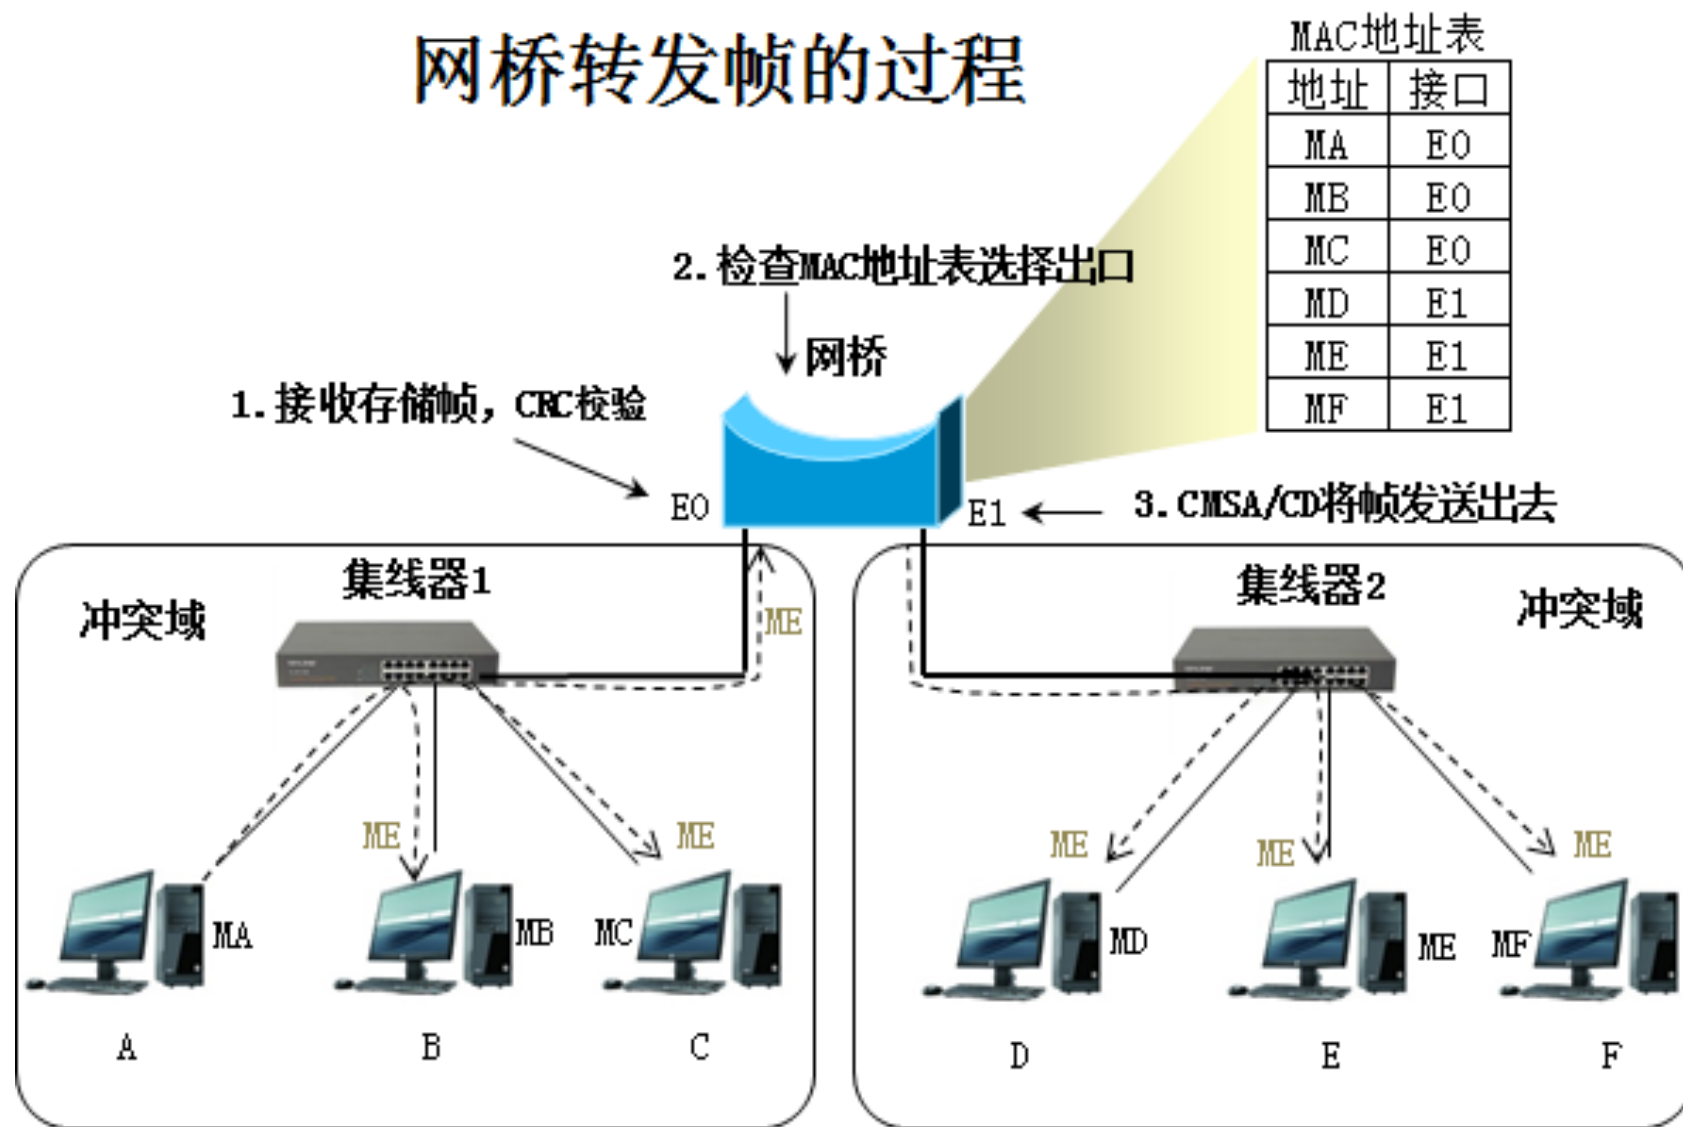 网桥转发帧的过程
MAC地址表
地址 接口
MA E0
MB E0
MC E0
MD E1
ME E1
MF E1
2.检查MAC地址表选择出口
网桥
1.接收存储帧，CRC校验
E0
E1
3.CMSA/CD将帧发送出去
集线器1
冲突域
ME
集线器2
冲突域
ME
ME
ME
ME
ME
MA
MB
MC
MD
ME
MF
A
B
C
D
E
F